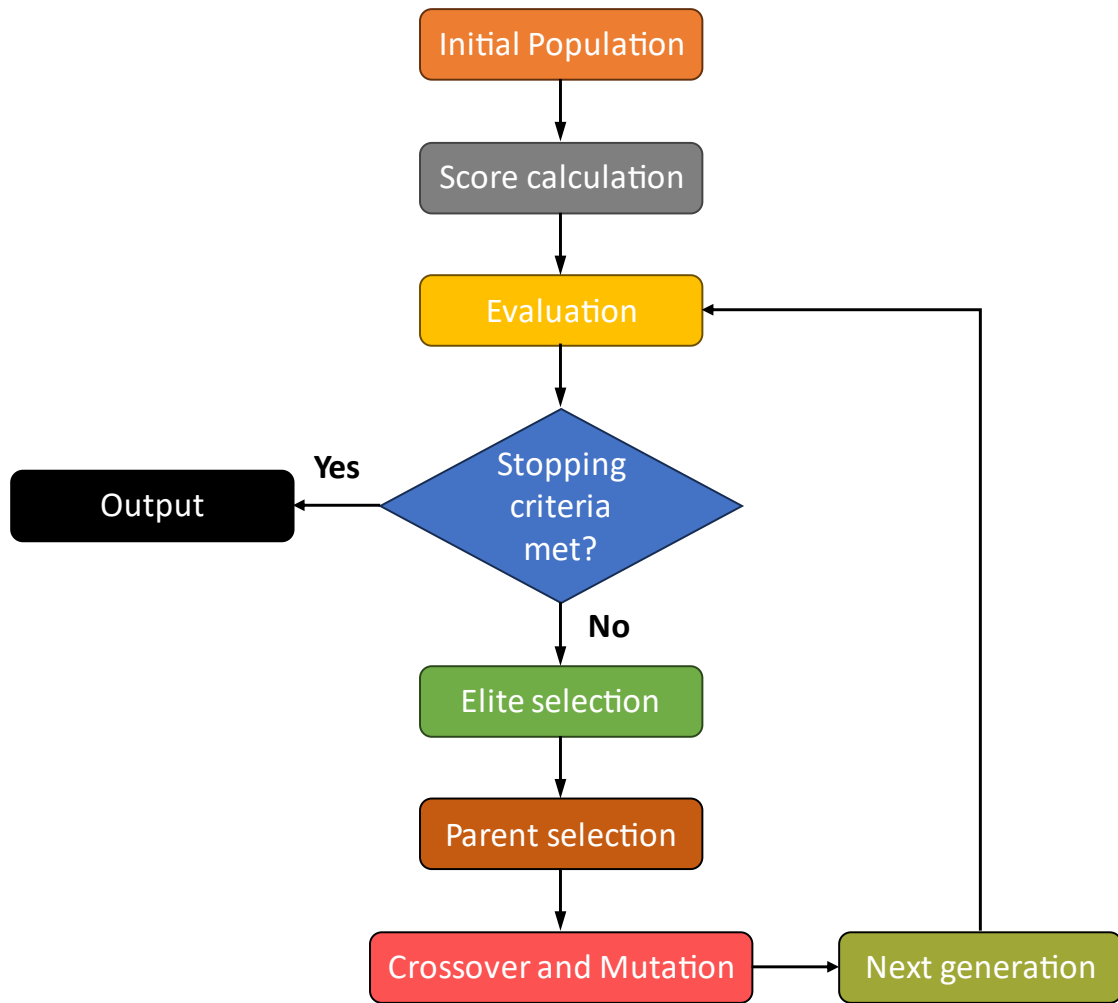 Initial Population
Score calculation
Evaluation
Yes
Output
Stopping
criteria
met?
No
Elite selection
Parent selection
Crossover and Mutation
Next generation